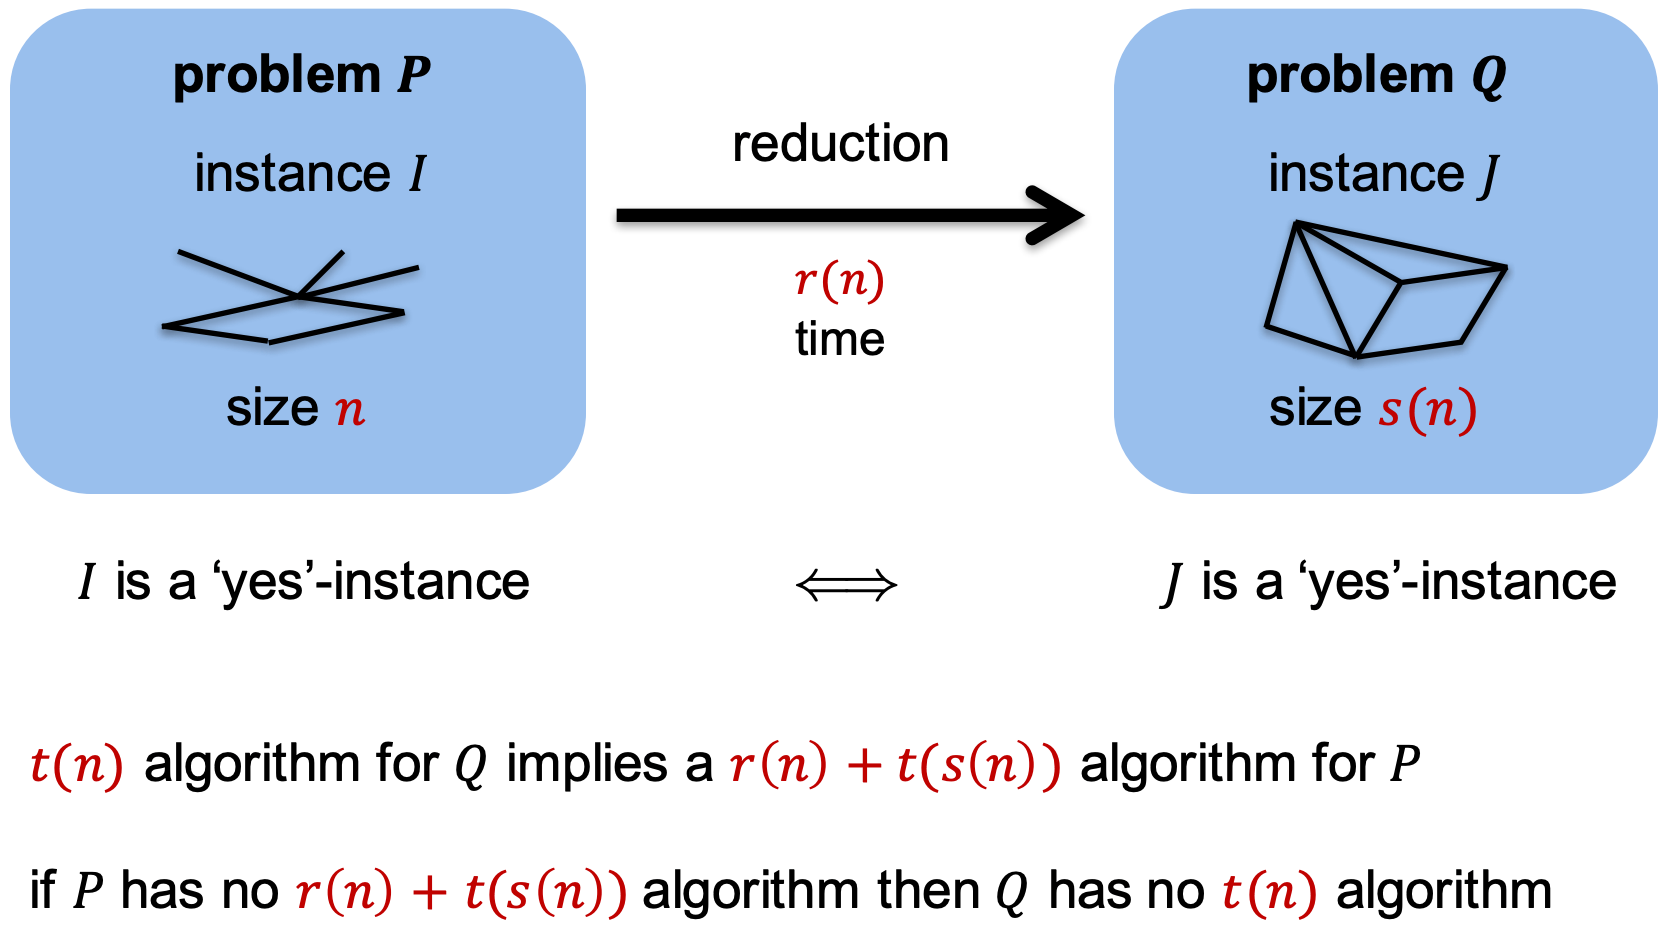 problem P
instance I
size n
reduction
r(n)
time
problem Q
instance J
size s(n)
I is a ‘yes’-instance
⟺
J is a ‘yes’-instance
t(n) algorithm for Q implies a r(n) + t(s(n)) algorithm for P
if P has no r(n) + t(s(n)) algorithm then Q has no t(n) algorithm